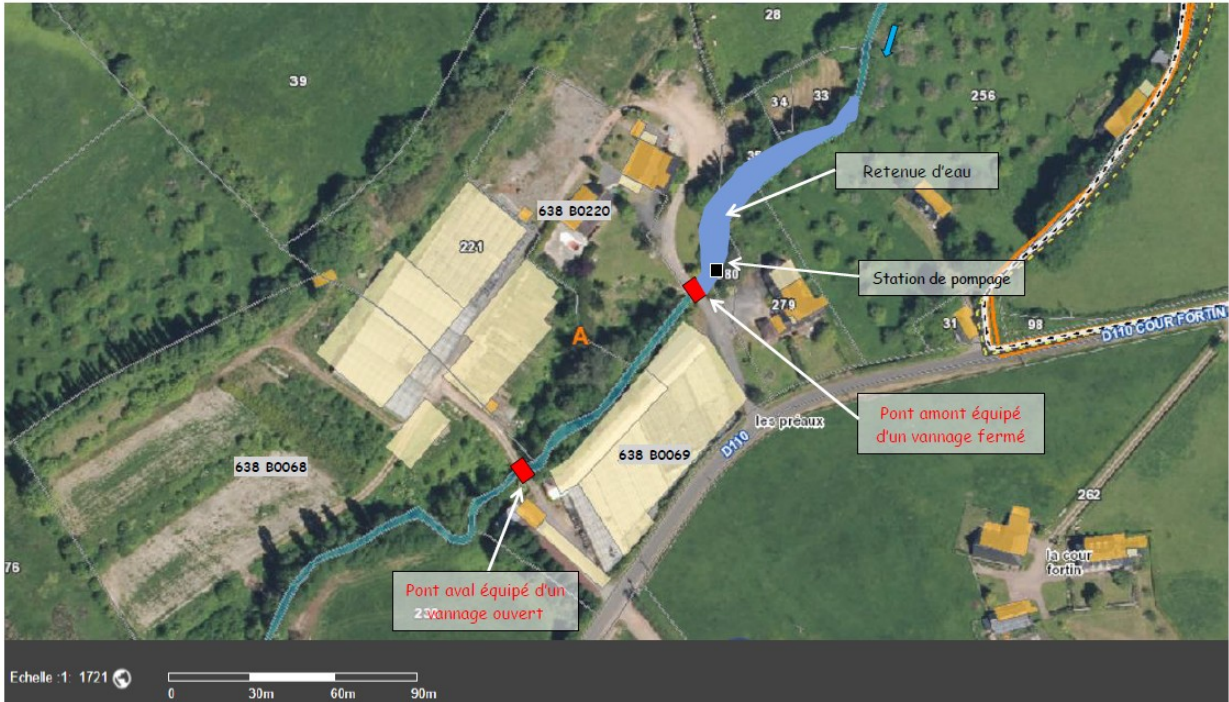 28
39
34
33
256
35
Retenue d'eau
638 B0220
221
Station de pompage
80
279
31
98
D110 COUR FORTIN
A
Pont amont équipé
d'un vannage fermé
les préaux
D110
638 B0069
638 B0068
262
la cour
fortin
76
Pont aval équipé d'un
vannage ouvert
Echelle :1: 1721
0
30m
60m
90m